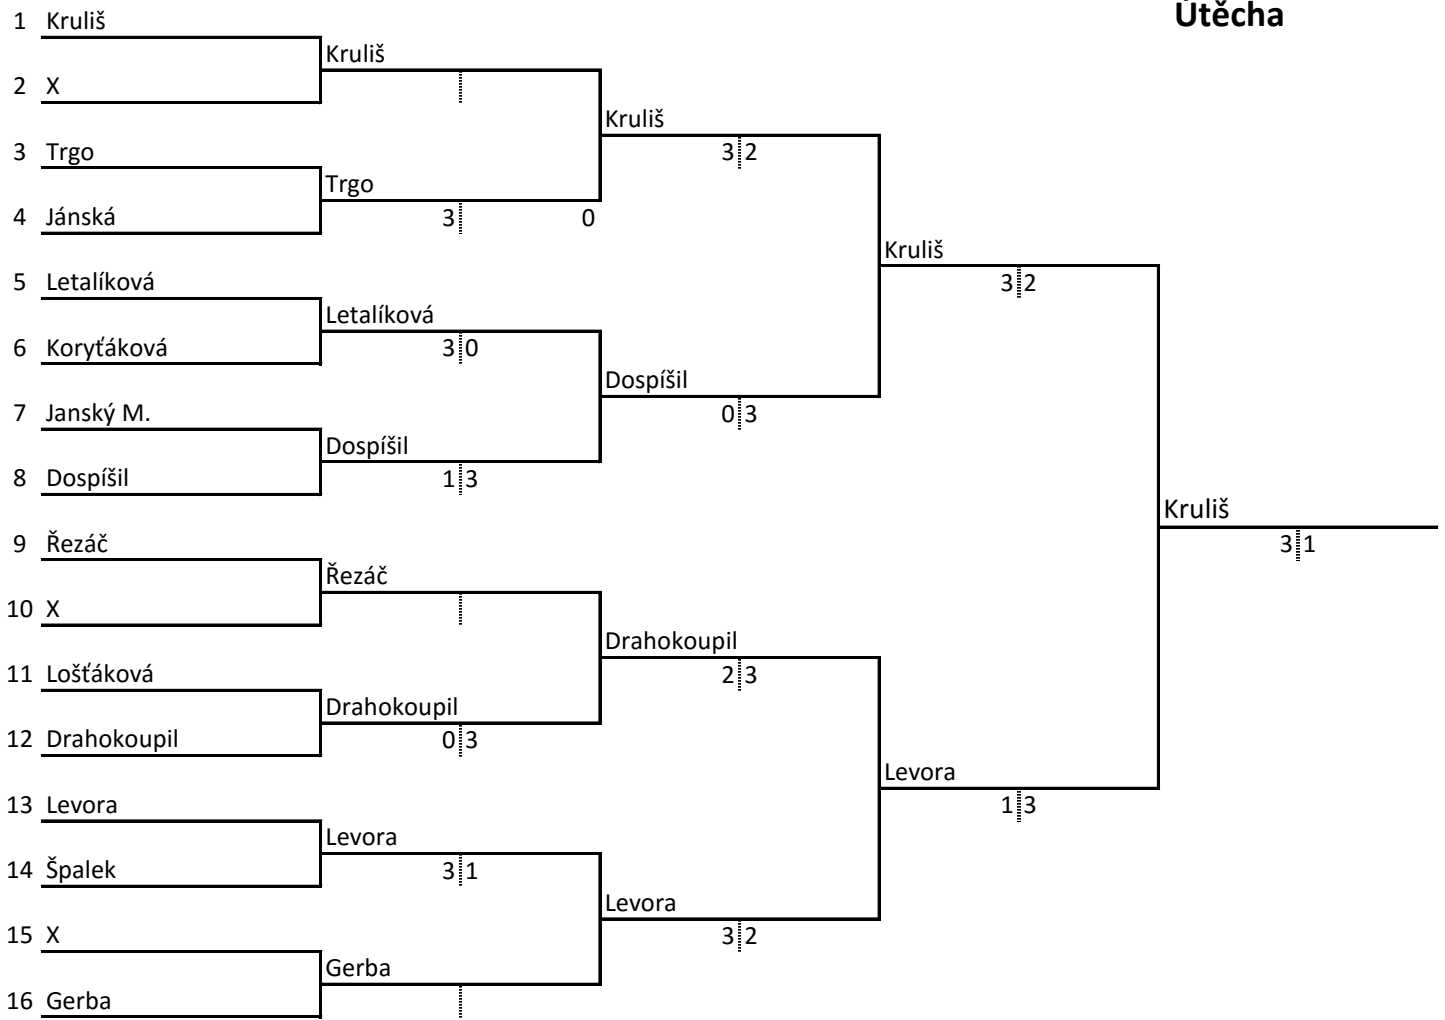 Útěcha
1 Kruliš
Kruliš
2 X
Kruliš
3 2
3 Trgo
Trgo
4 Jánská
3 0
Kruliš
3 2
5 Letalíková
Letalíková
6 Koryťáková
3 0
Dospíšil
0 3
7 Janský M.
Dospíšil
8 Dospíšil
1 3
Kruliš
3 1
9 Řezáč
Řezáč
10 X
Drahokoupil
2 3
11 Lošťáková
Drahokoupil
12 Drahokoupil
0 3
Levora
1 3
13 Levora
Levora
14 Špalek
3 1
Levora
3 2
15 X
Gerba
16 Gerba